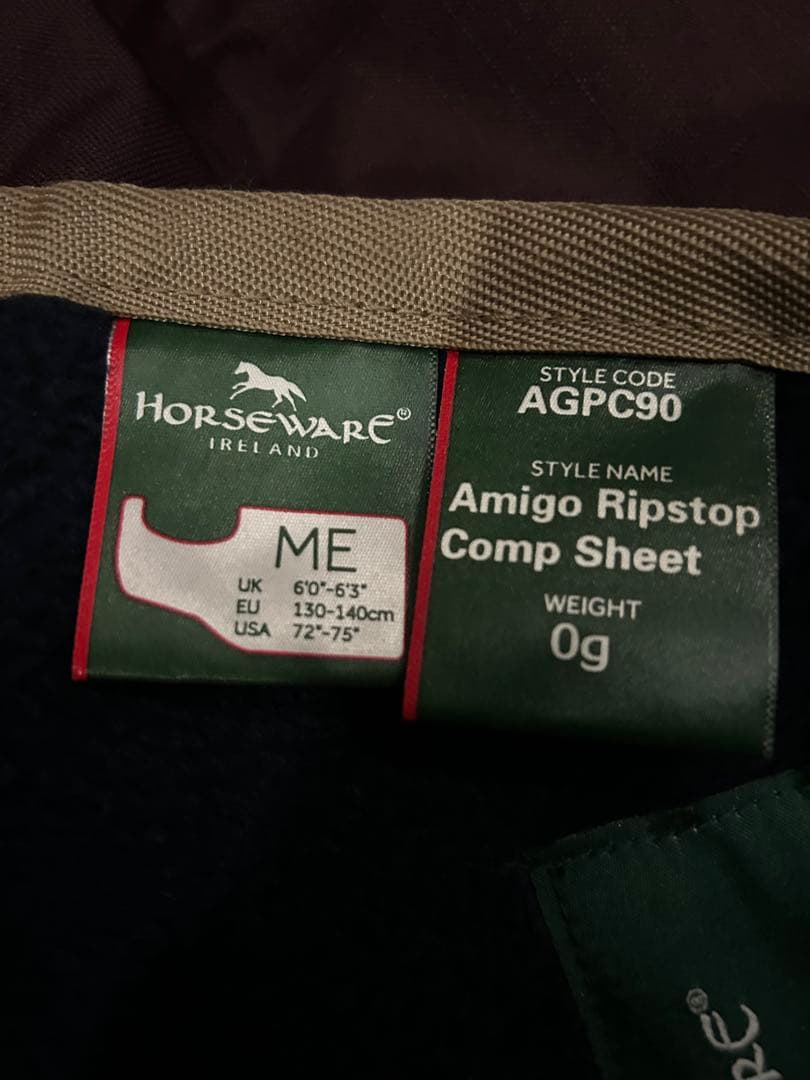 HORSEWARE®
IRELAND
ME
UK 6'0"-6'3"
EU 130-140cm
USA 72"-75"
STYLE CODE
AGPC90
STYLE NAME
Amigo Ripstop
Comp Sheet
WEIGHT
0g